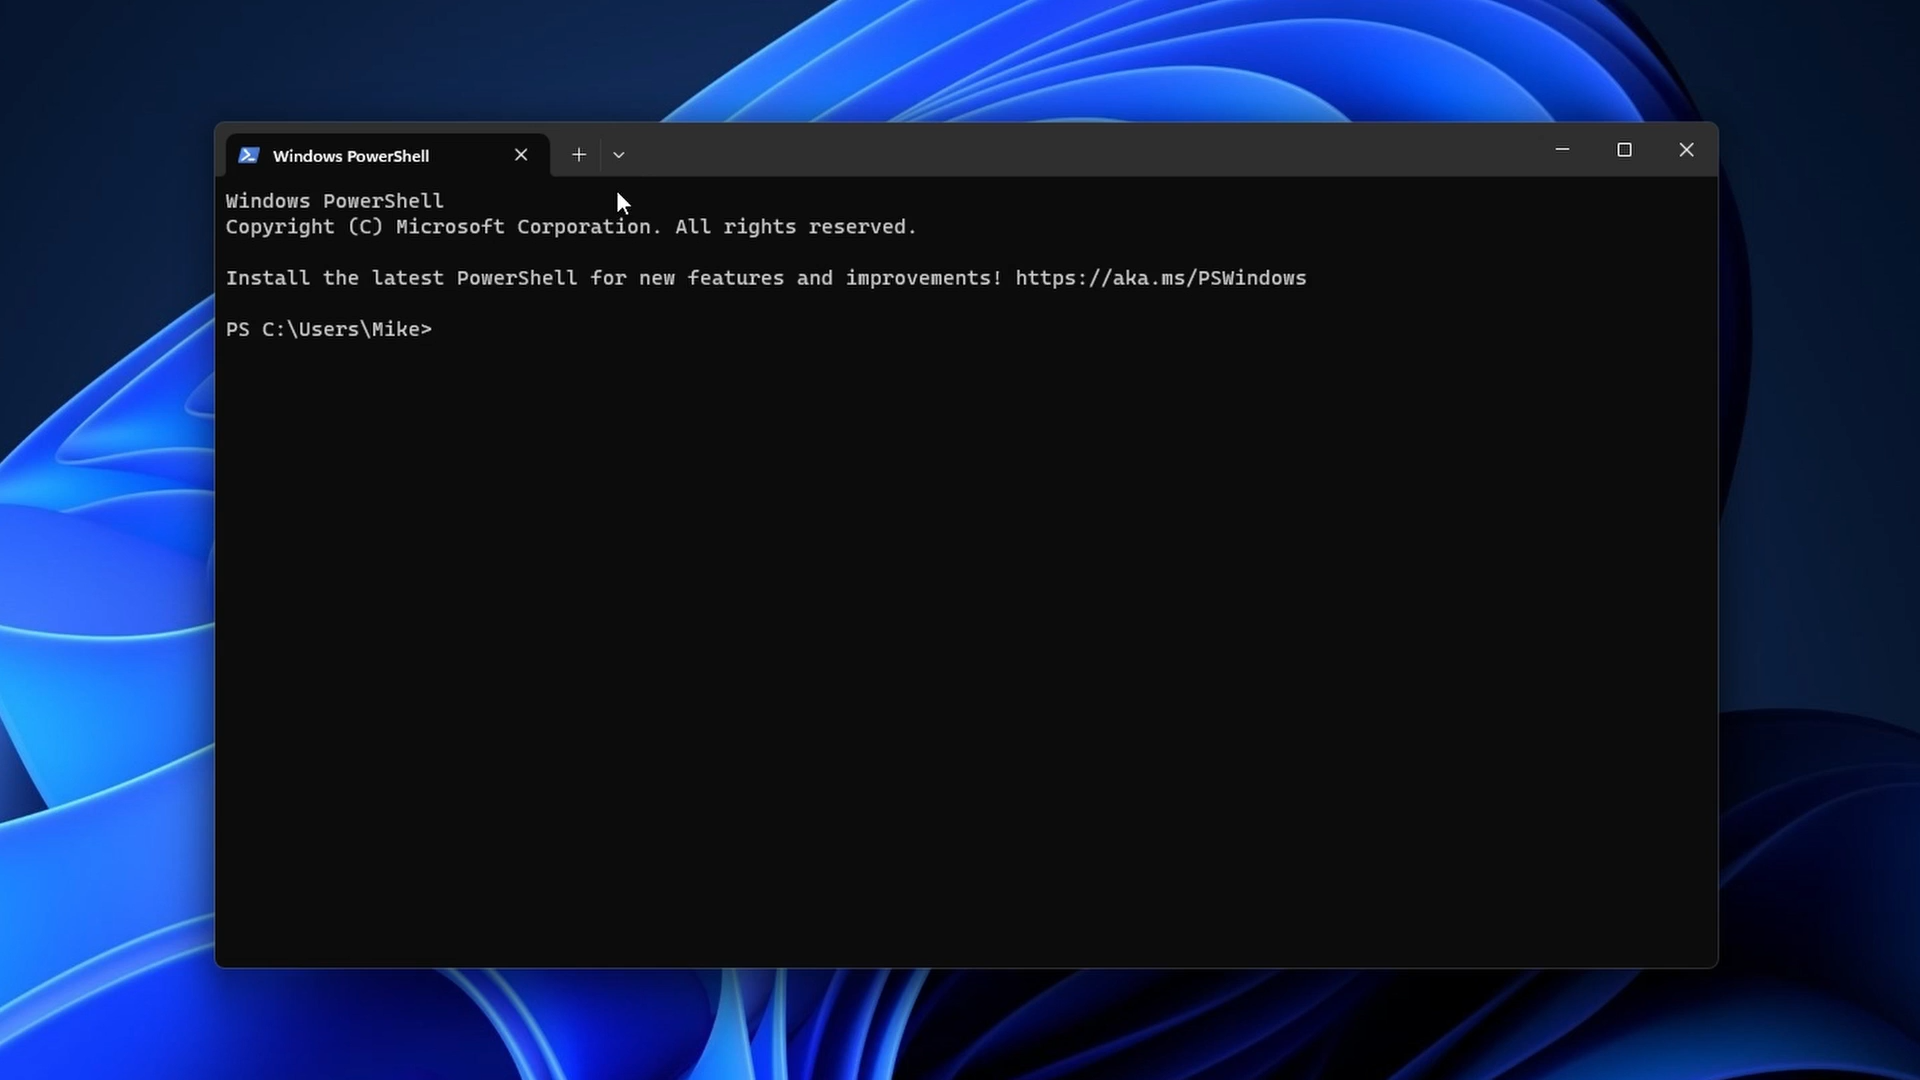 Windows PowerShell
Windows PowerShell
Copyright (C) Microsoft Corporation. All rights reserved.
Install the latest PowerShell for new features and improvements! https://aka.ms/PSWindows
PS C:\Users\Mike>